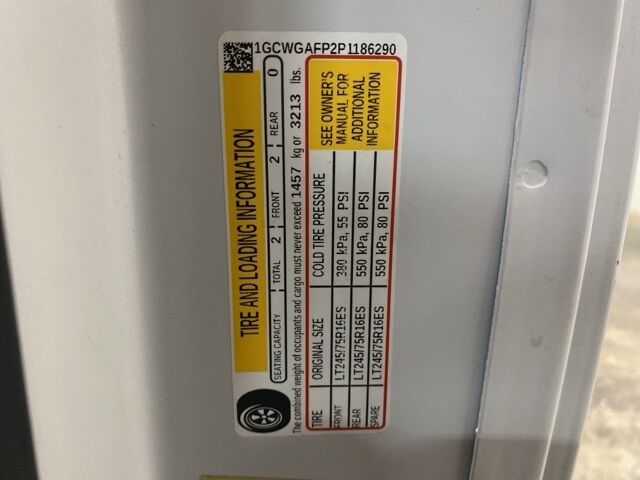 1GCWGAFP2P1186290
TIRE AND LOADING INFORMATION
SEATING CAPACITY TOTAL 2 FRONT 2 REAR 0
The combined weight of occupants and cargo must never exceed 1457 kg or 3213 lbs.
TIRE ORIGINAL SIZE COLD TIRE PRESSURE
FRONT LT245/75R16ES 380 kPa, 55 PSI
REAR LT245/75R16ES 550 kPa, 80 PSI
SPARE LT245/75R16ES 550 kPa, 80 PSI
SEE OWNER'S
MANUAL FOR
ADDITIONAL
INFORMATION